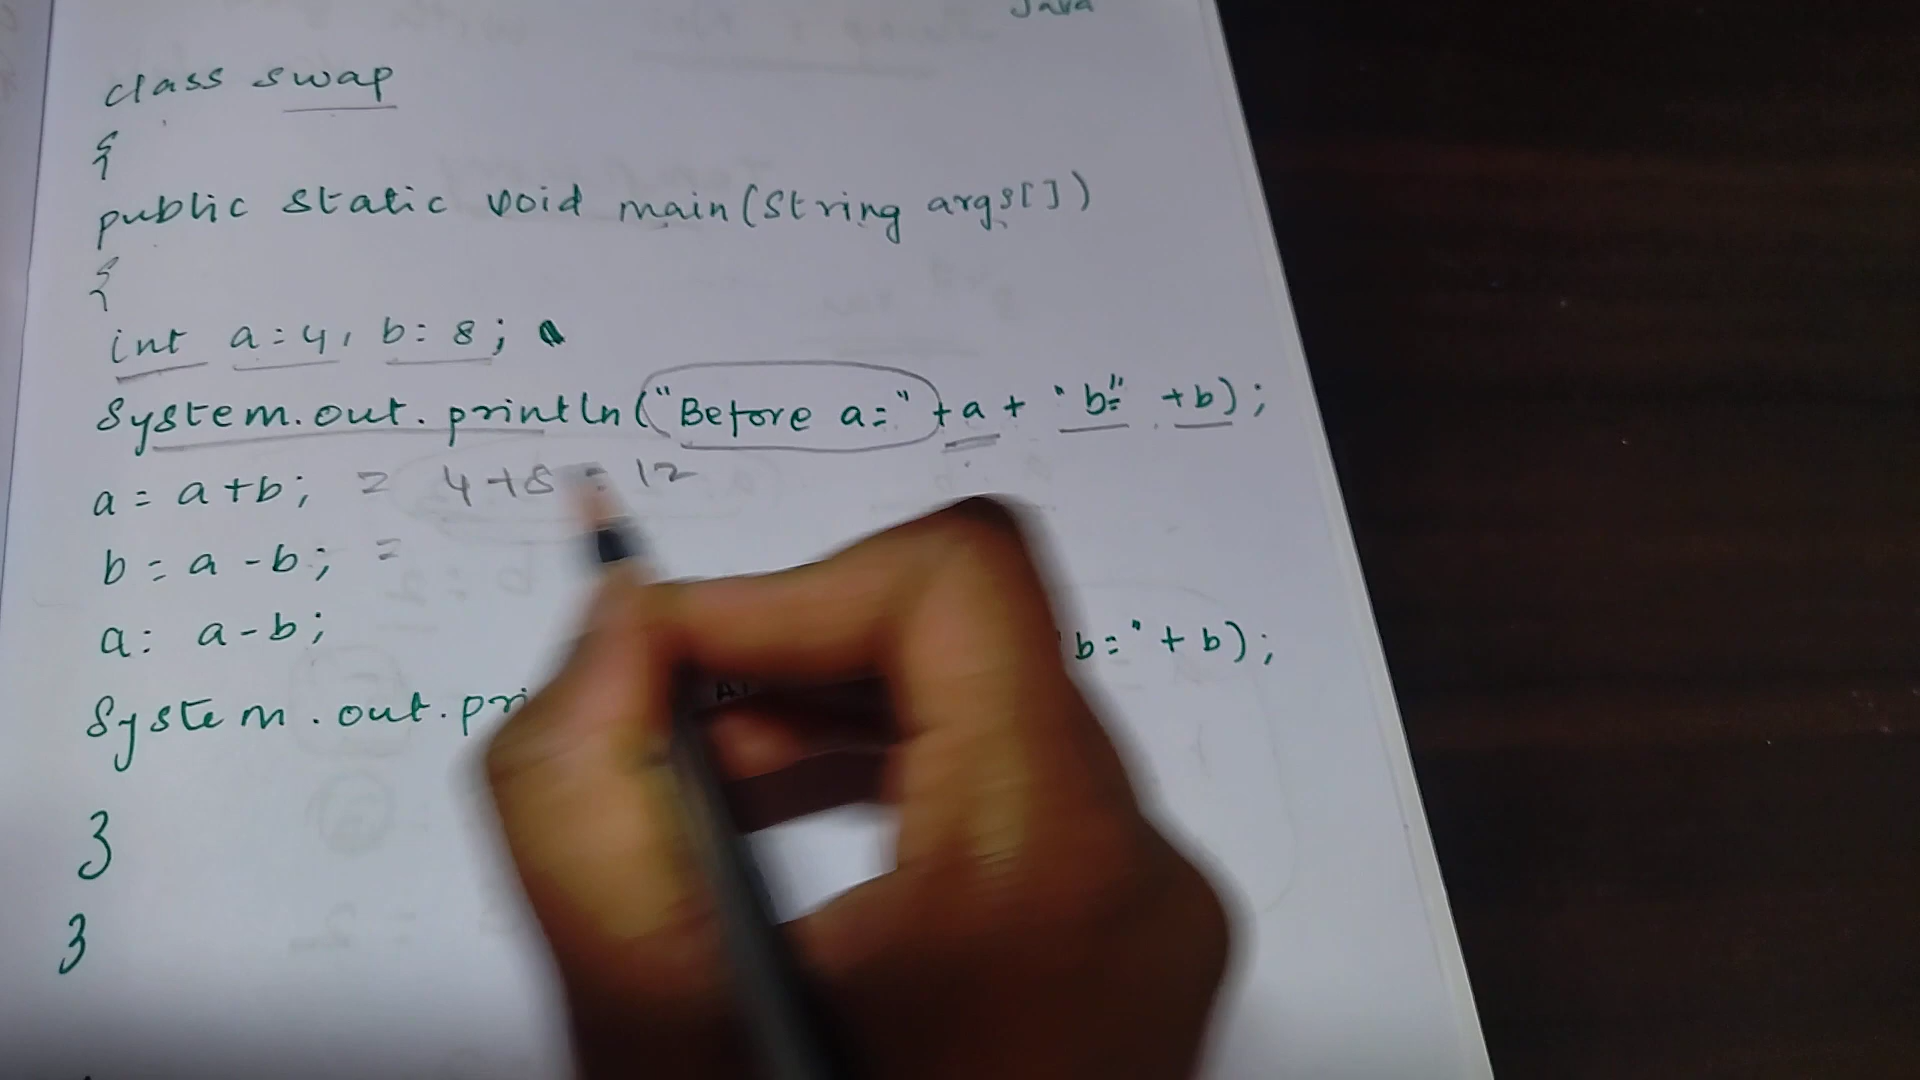 Java
class swap
{
public static void main(String args[])
{
int a=4, b=8;
System.out.println("Before a="+a+ "b=" +b);
a=a+b; = 4+8=12
b=a-b; =
a= a-b;
System.out.pri "b="+b);
}
}